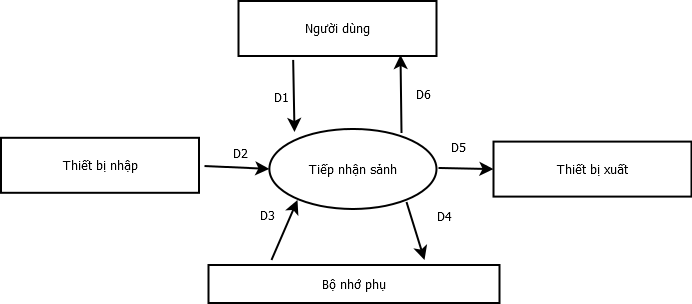 Người dùng
D1
D6
D2
D5
Thiết bị nhập
Tiếp nhận sảnh
Thiết bị xuất
D3
D4
Bộ nhớ phụ